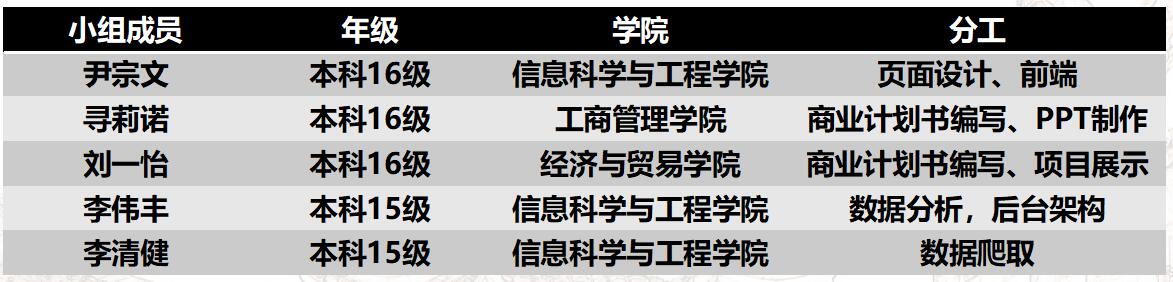 小组成员 年级 学院 分工
尹宗文 本科16级 信息科学与工程学院 页面设计、前端
寻莉诺 本科16级 工商管理学院 商业计划书编写、PPT制作
刘一怡 本科16级 经济与贸易学院 商业计划书编写、项目展示
李伟丰 本科15级 信息科学与工程学院 数据分析，后台架构
李清健 本科15级 信息科学与工程学院 数据爬取